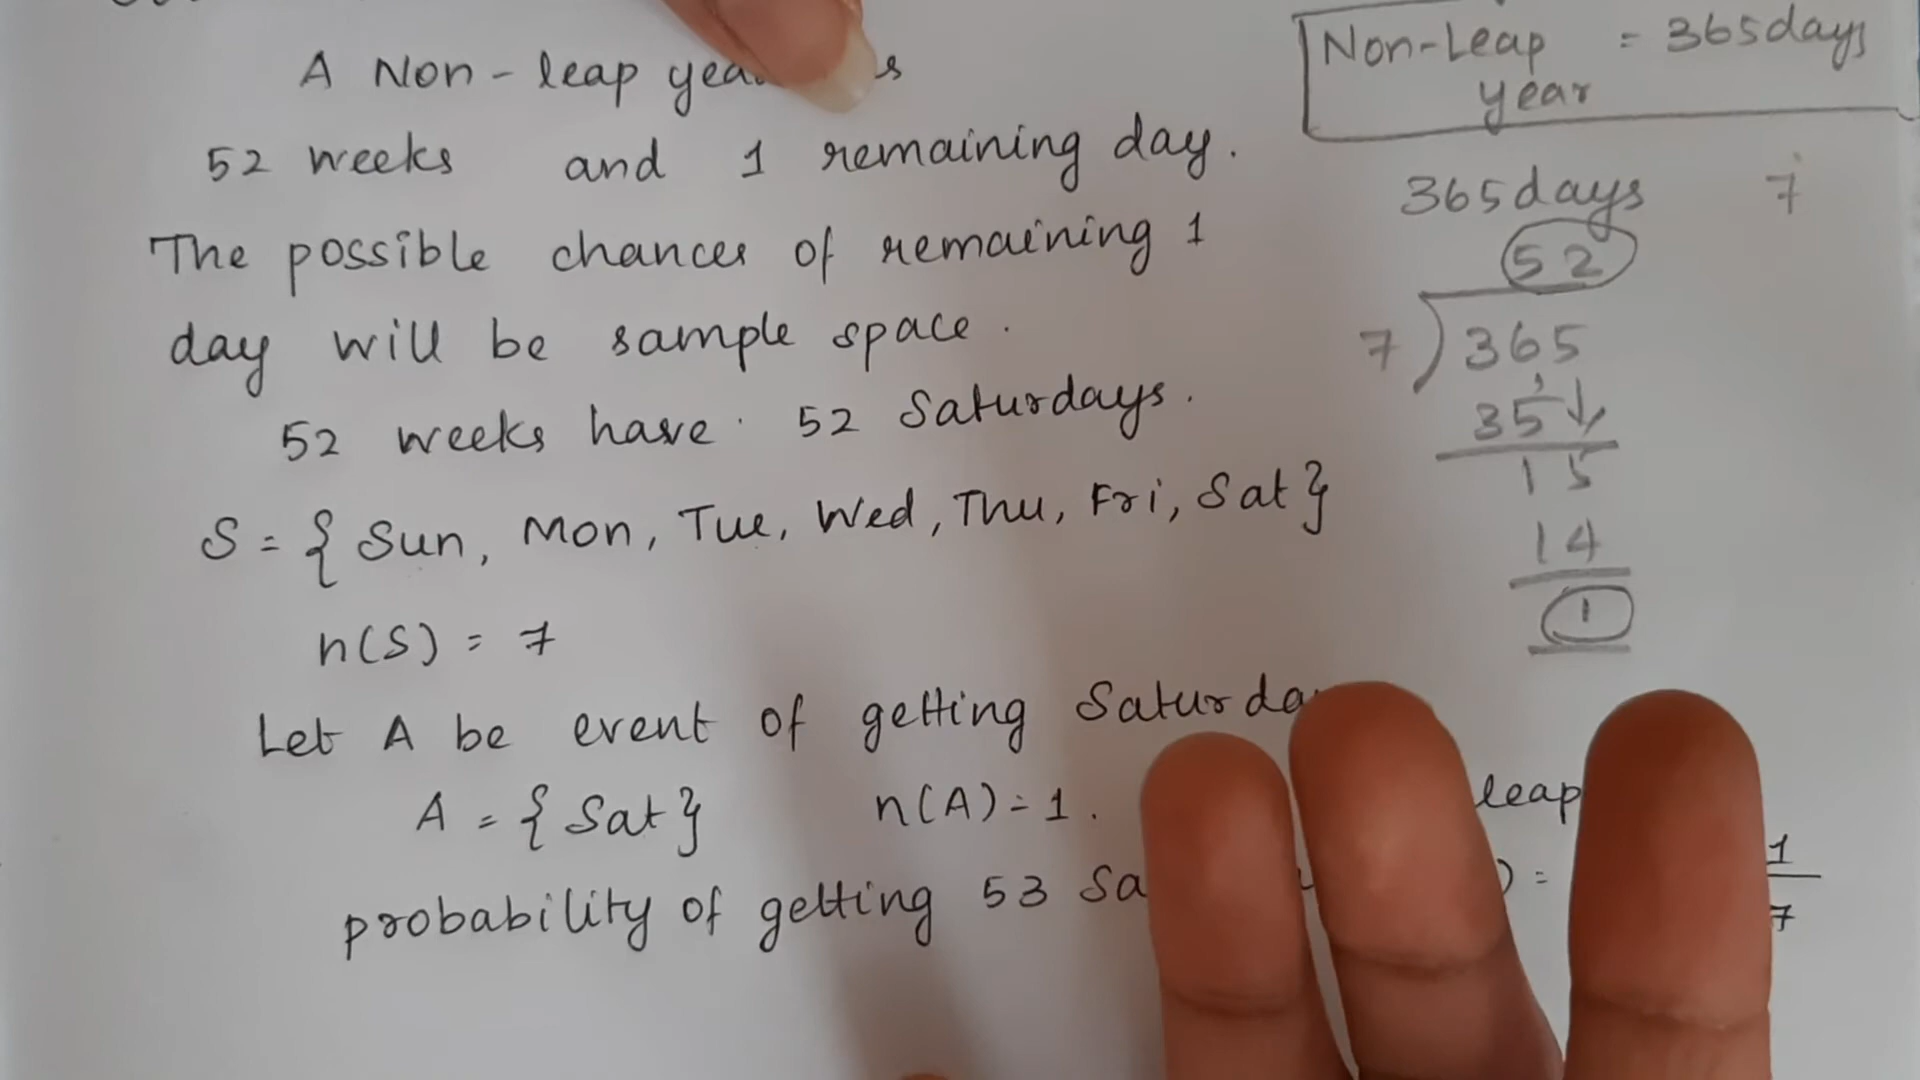 A Non-leap
52 weeks and 1 remaining day.
The possible chances of remaining 1
day will be sample space.
52 weeks have 52 Saturdays.
S = { Sun, Mon, Tue, Wed, Thu, Fri, Sat }
n(S) = 7
Let A be event of getting
A = { Sat } n(A) = 1.
leap
probability of getting 53
) =
1
7
Non-Leap = 365days
year
365days 7
52
7 ) 365
35
15
14
1